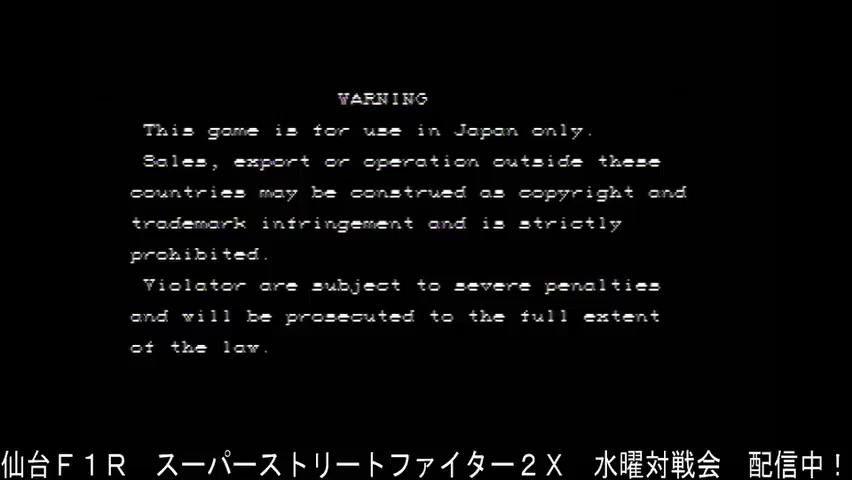 WARNING
This game is for use in Japan only.
Sales, export or operation outside these
countries may be construed as copyright and
trademark infringement and is strictly
prohibited.
Violator are subject to severe penalties
and will be prosecuted to the full extent
of the law.
仙台F1R　スーパーストリートファイター2X　水曜対戦会　配信中！